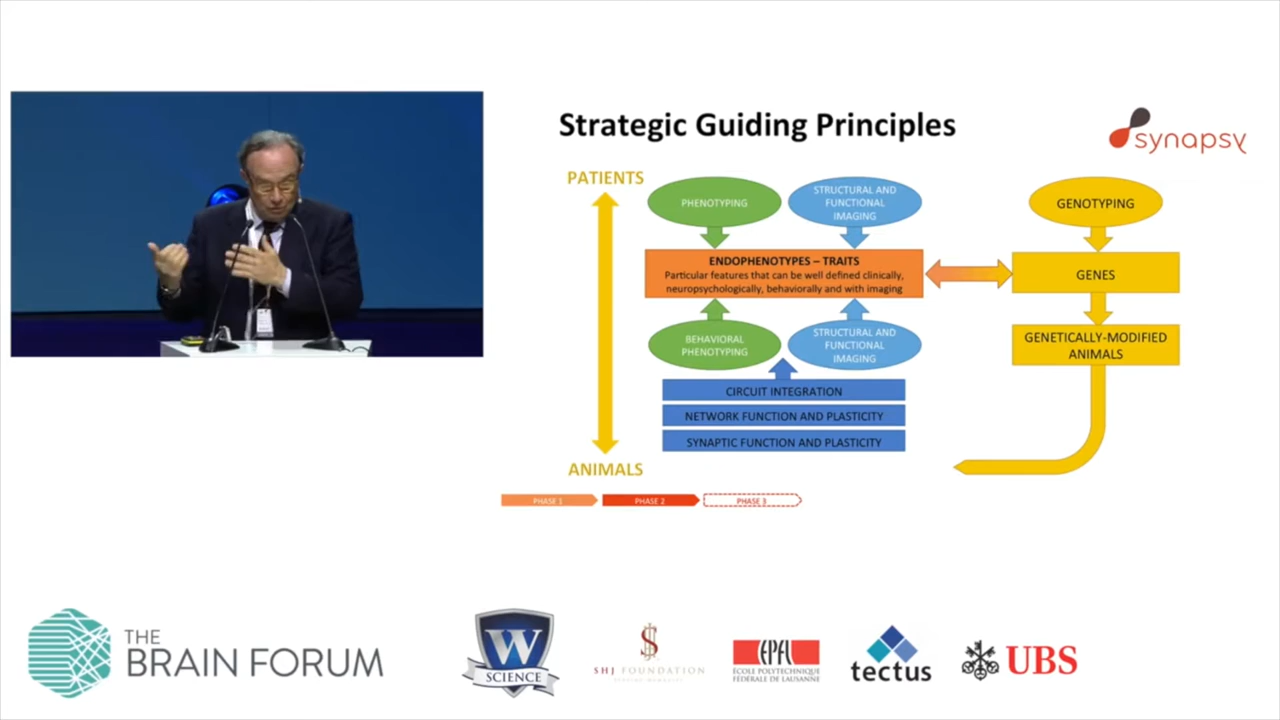 Strategic Guiding Principles
synapsy
PATIENTS
PHENOTYPING
STRUCTURAL AND
FUNCTIONAL
IMAGING
GENOTYPING
ENDOPHENOTYPES – TRAITS
Particular features that can be well defined clinically,
neuropsychologically, behaviorally and with imaging
GENES
BEHAVIORAL
PHENOTYPING
STRUCTURAL AND
FUNCTIONAL
IMAGING
GENETICALLY-MODIFIED
ANIMALS
CIRCUIT INTEGRATION
NETWORK FUNCTION AND PLASTICITY
SYNAPTIC FUNCTION AND PLASTICITY
ANIMALS
PHASE 1
PHASE 2
PHASE 3
THE
BRAIN FORUM
W
SCIENCE
SHJ FOUNDATION
EPFL
ÉCOLE POLYTECHNIQUE
FÉDÉRALE DE LAUSANNE
tectus
UBS